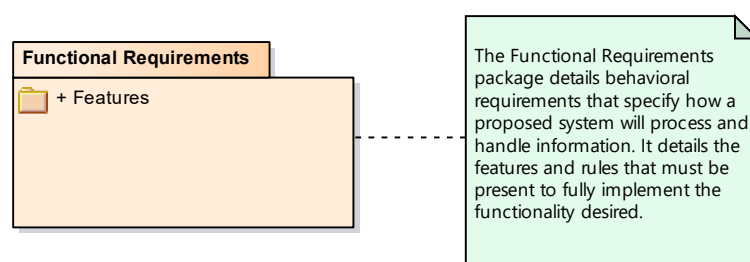 Functional Requirements
+ Features
The Functional Requirements
package details behavioral
requirements that specify how a
proposed system will process and
handle information. It details the
features and rules that must be
present to fully implement the
functionality desired.